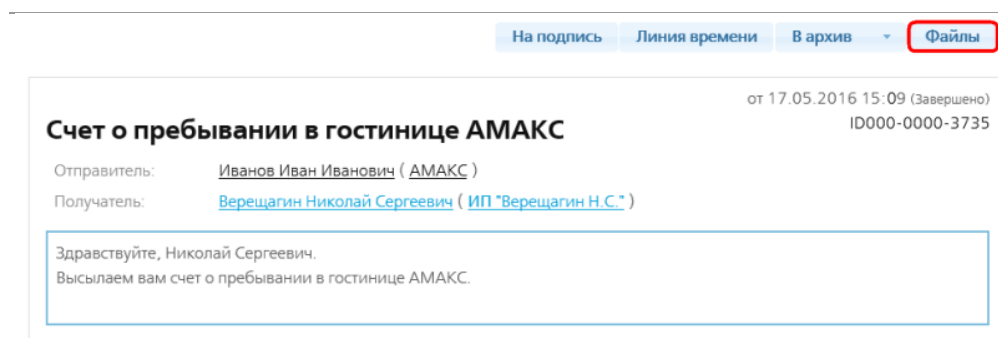 На подпись Линия времени В архив Файлы
от 17.05.2016 15:09 (Завершено)
Счет о пребывании в гостинице АМАКС
ID000-0000-3735
Отправитель: Иванов Иван Иванович ( АМАКС )
Получатель: Верещагин Николай Сергеевич ( ИП "Верещагин Н.С." )
Здравствуйте, Николай Сергеевич.
Высылаем вам счет о пребывании в гостинице АМАКС.